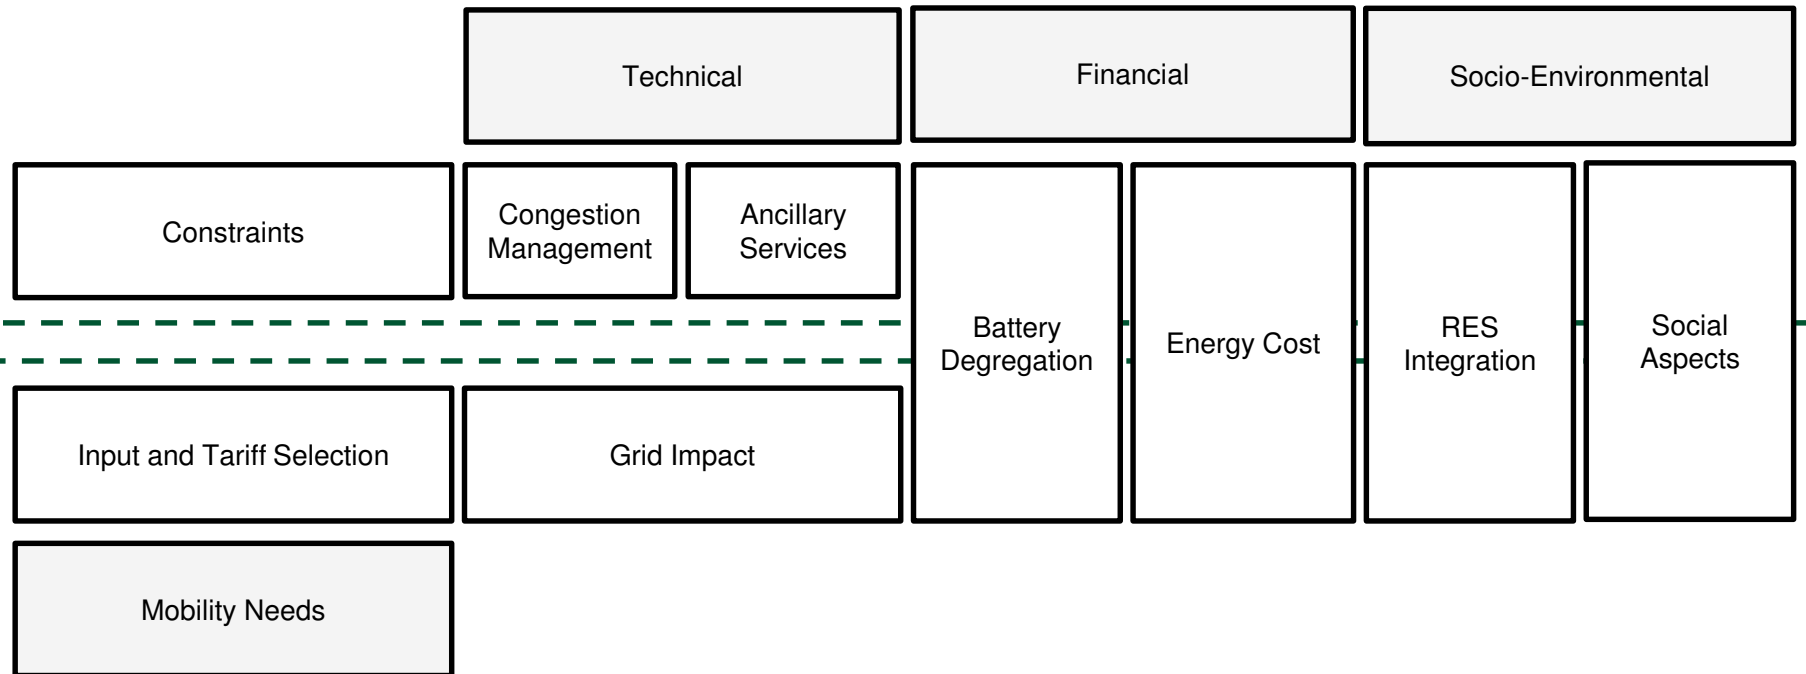 Technical
Financial
Socio-Environmental
Constraints
Congestion
Management
Ancillary
Services
Battery
Degregation
Energy Cost
RES
Integration
Social
Aspects
Input and Tariff Selection
Grid Impact
Mobility Needs